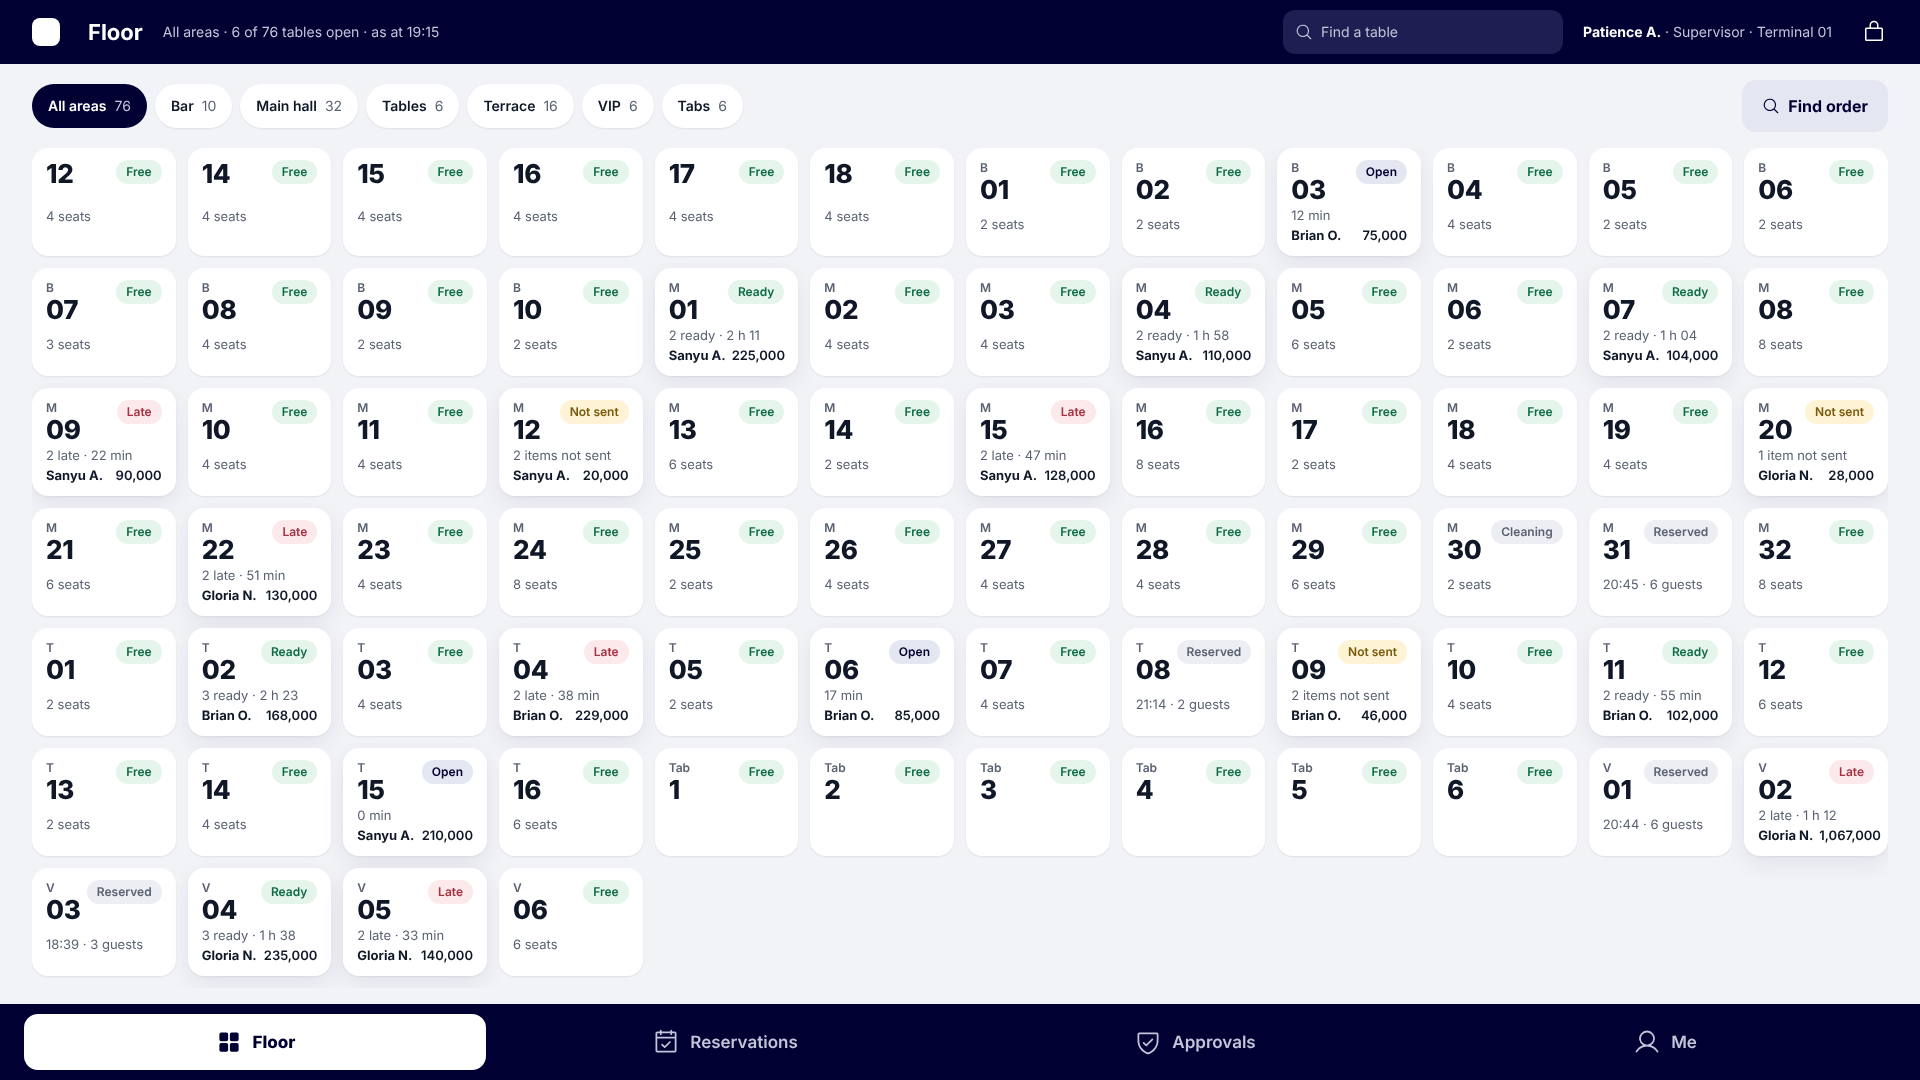 Floor
All areas · 6 of 76 tables open · as at 19:15
Find a table
Patience A. · Supervisor · Terminal 01
All areas 76
Bar 10
Main hall 32
Tables 6
Terrace 16
VIP 6
Tabs 6
Find order
12 Free
4 seats
14 Free
4 seats
15 Free
4 seats
16 Free
4 seats
17 Free
4 seats
18 Free
4 seats
B
01 Free
2 seats
B
02 Free
2 seats
B
03 Open
12 min
Brian O. 75,000
B
04 Free
4 seats
B
05 Free
2 seats
B
06 Free
2 seats
B
07 Free
3 seats
B
08 Free
4 seats
B
09 Free
2 seats
B
10 Free
2 seats
M
01 Ready
2 ready · 2 h 11
Sanyu A. 225,000
M
02 Free
4 seats
M
03 Free
4 seats
M
04 Ready
2 ready · 1 h 58
Sanyu A. 110,000
M
05 Free
6 seats
M
06 Free
2 seats
M
07 Ready
2 ready · 1 h 04
Sanyu A. 104,000
M
08 Free
8 seats
M
09 Late
2 late · 22 min
Sanyu A. 90,000
M
10 Free
4 seats
M
11 Free
4 seats
M
12 Not sent
2 items not sent
Sanyu A. 20,000
M
13 Free
6 seats
M
14 Free
2 seats
M
15 Late
2 late · 47 min
Sanyu A. 128,000
M
16 Free
8 seats
M
17 Free
2 seats
M
18 Free
4 seats
M
19 Free
4 seats
M
20 Not sent
1 item not sent
Gloria N. 28,000
M
21 Free
6 seats
M
22 Late
2 late · 51 min
Gloria N. 130,000
M
23 Free
4 seats
M
24 Free
8 seats
M
25 Free
2 seats
M
26 Free
4 seats
M
27 Free
4 seats
M
28 Free
4 seats
M
29 Free
6 seats
M
30 Cleaning
2 seats
M
31 Reserved
20:45 · 6 guests
M
32 Free
8 seats
T
01 Free
2 seats
T
02 Ready
3 ready · 2 h 23
Brian O. 168,000
T
03 Free
4 seats
T
04 Late
2 late · 38 min
Brian O. 229,000
T
05 Free
2 seats
T
06 Open
17 min
Brian O. 85,000
T
07 Free
4 seats
T
08 Reserved
21:14 · 2 guests
T
09 Not sent
2 items not sent
Brian O. 46,000
T
10 Free
4 seats
T
11 Ready
2 ready · 55 min
Brian O. 102,000
T
12 Free
6 seats
T
13 Free
2 seats
T
14 Free
4 seats
T
15 Open
0 min
Sanyu A. 210,000
T
16 Free
6 seats
Tab
1 Free
Tab
2 Free
Tab
3 Free
Tab
4 Free
Tab
5 Free
Tab
6 Free
V
01 Reserved
20:44 · 6 guests
V
02 Late
2 late · 1 h 12
Gloria N. 1,067,000
V
03 Reserved
18:39 · 3 guests
V
04 Ready
3 ready · 1 h 38
Gloria N. 235,000
V
05 Late
2 late · 33 min
Gloria N. 140,000
V
06 Free
6 seats
Floor
Reservations
Approvals
Me